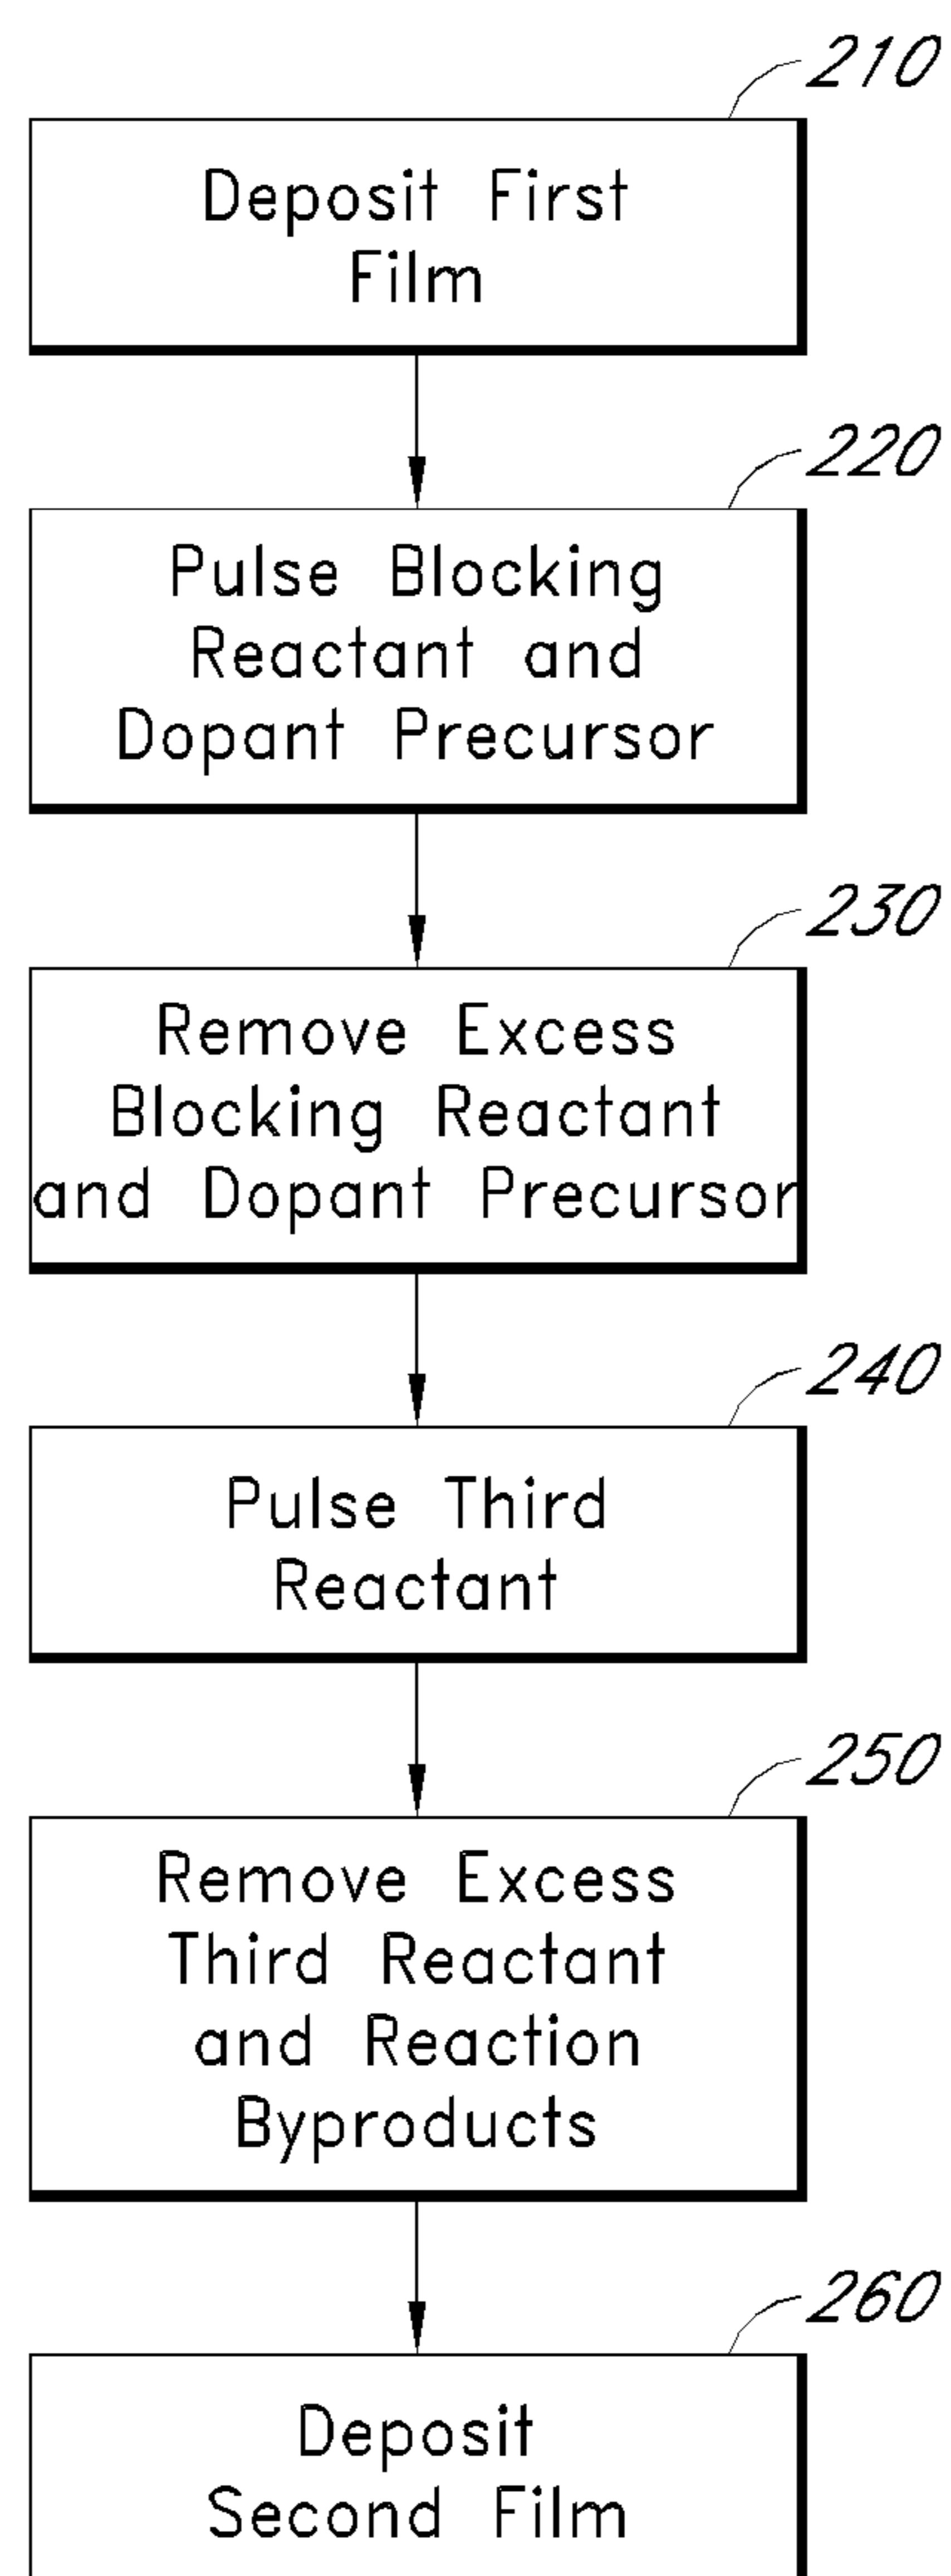 210
Deposit First
Film
220
Pulse Blocking
Reactant and
Dopant Precursor
230
Remove Excess
Blocking Reactant
and Dopant Precursor
240
Pulse Third
Reactant
250
Remove Excess
Third Reactant
and Reaction
Byproducts
260
Deposit
Second Film